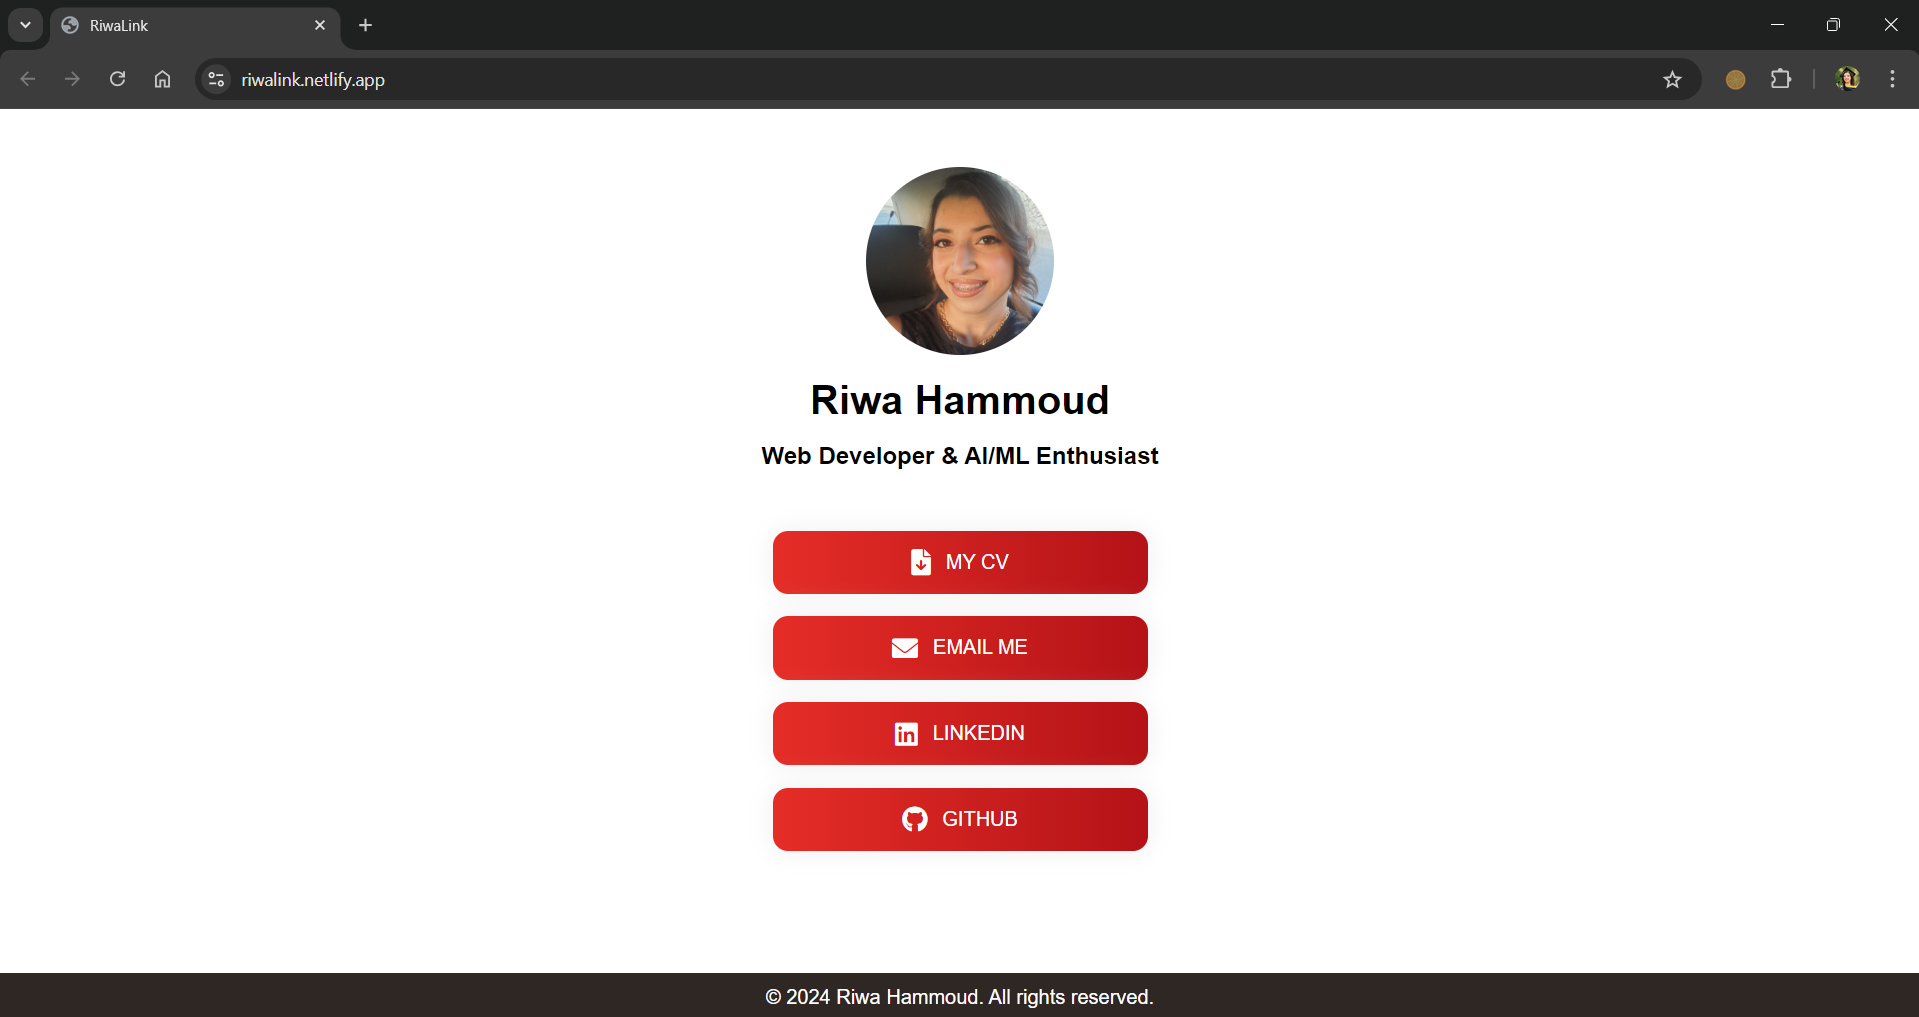 RiwaLink
riwalink.netlify.app
Riwa Hammoud
Web Developer & AI/ML Enthusiast
MY CV
EMAIL ME
in LINKEDIN
GITHUB
© 2024 Riwa Hammoud. All rights reserved.